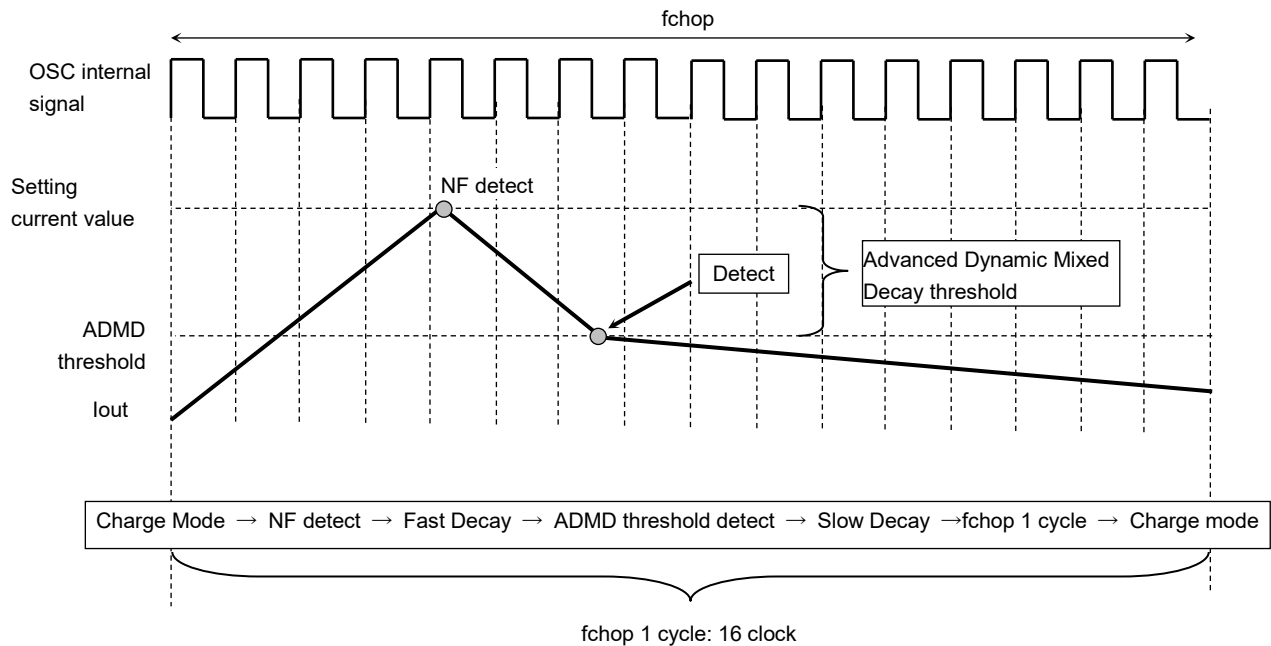 fchop
OSC internal
signal
Setting
current value
NF detect
Detect
Advanced Dynamic Mixed
Decay threshold
ADMD
threshold
Iout
Charge Mode → NF detect → Fast Decay → ADMD threshold detect → Slow Decay →fchop 1 cycle → Charge mode
fchop 1 cycle: 16 clock